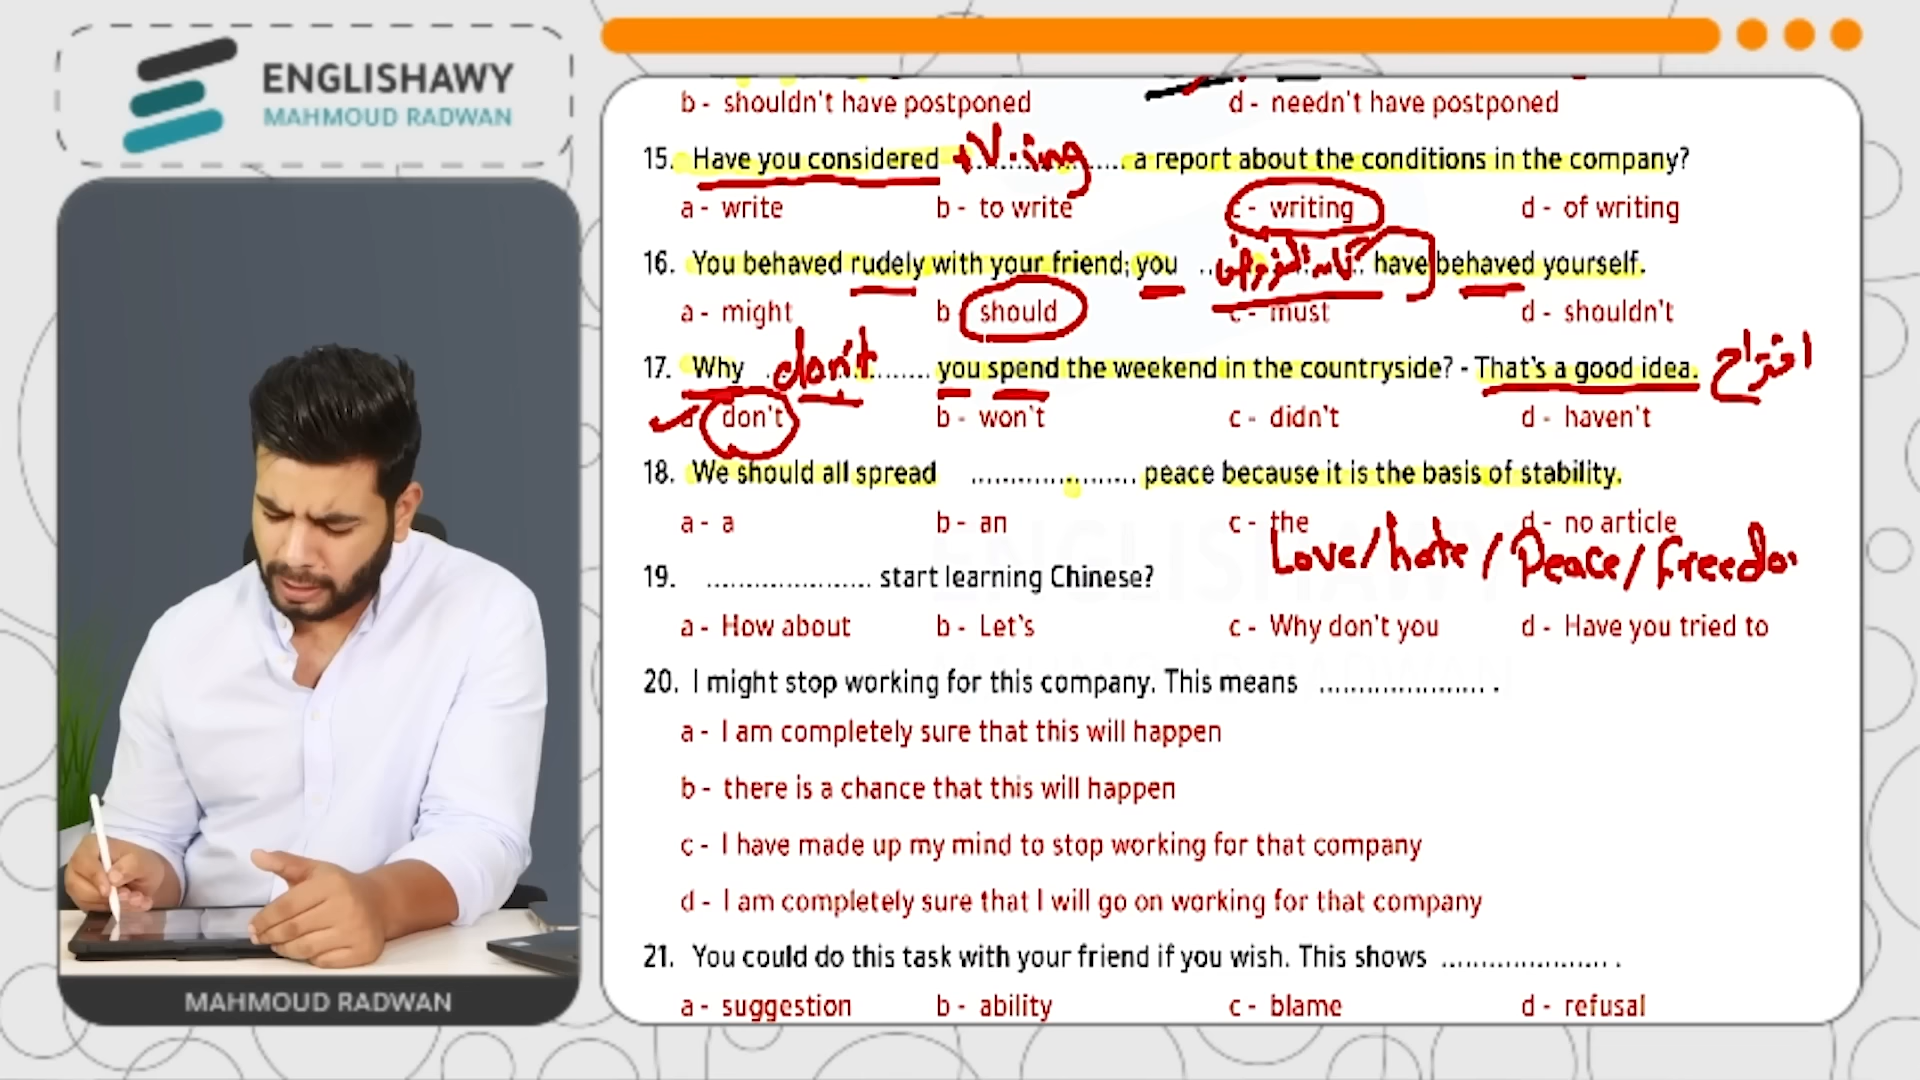 ENGLISHAWY
MAHMOUD RADWAN
b - shouldn't have postponed d - needn't have postponed
15. Have you considered +V-ing ........ a report about the conditions in the company?
a - write b - to write c - writing d - of writing
16. You behaved rudely with your friend; you ........ have behaved yourself.
a - might b should c - must d - shouldn't
17. Why ... don't ........ you spend the weekend in the countryside? - That's a good idea. اقتراح
a don't b - won't c - didn't d - haven't
18. We should all spread ...................... peace because it is the basis of stability.
a - a b - an c - the d - no article
Love/hate/Peace/Freedo
19. ...................... start learning Chinese?
a - How about b - Let's c - Why don't you d - Have you tried to
20. I might stop working for this company. This means ...................... .
a - I am completely sure that this will happen
b - there is a chance that this will happen
c - I have made up my mind to stop working for that company
d - I am completely sure that I will go on working for that company
21. You could do this task with your friend if you wish. This shows ...................... .
a - suggestion b - ability c - blame d - refusal
MAHMOUD RADWAN